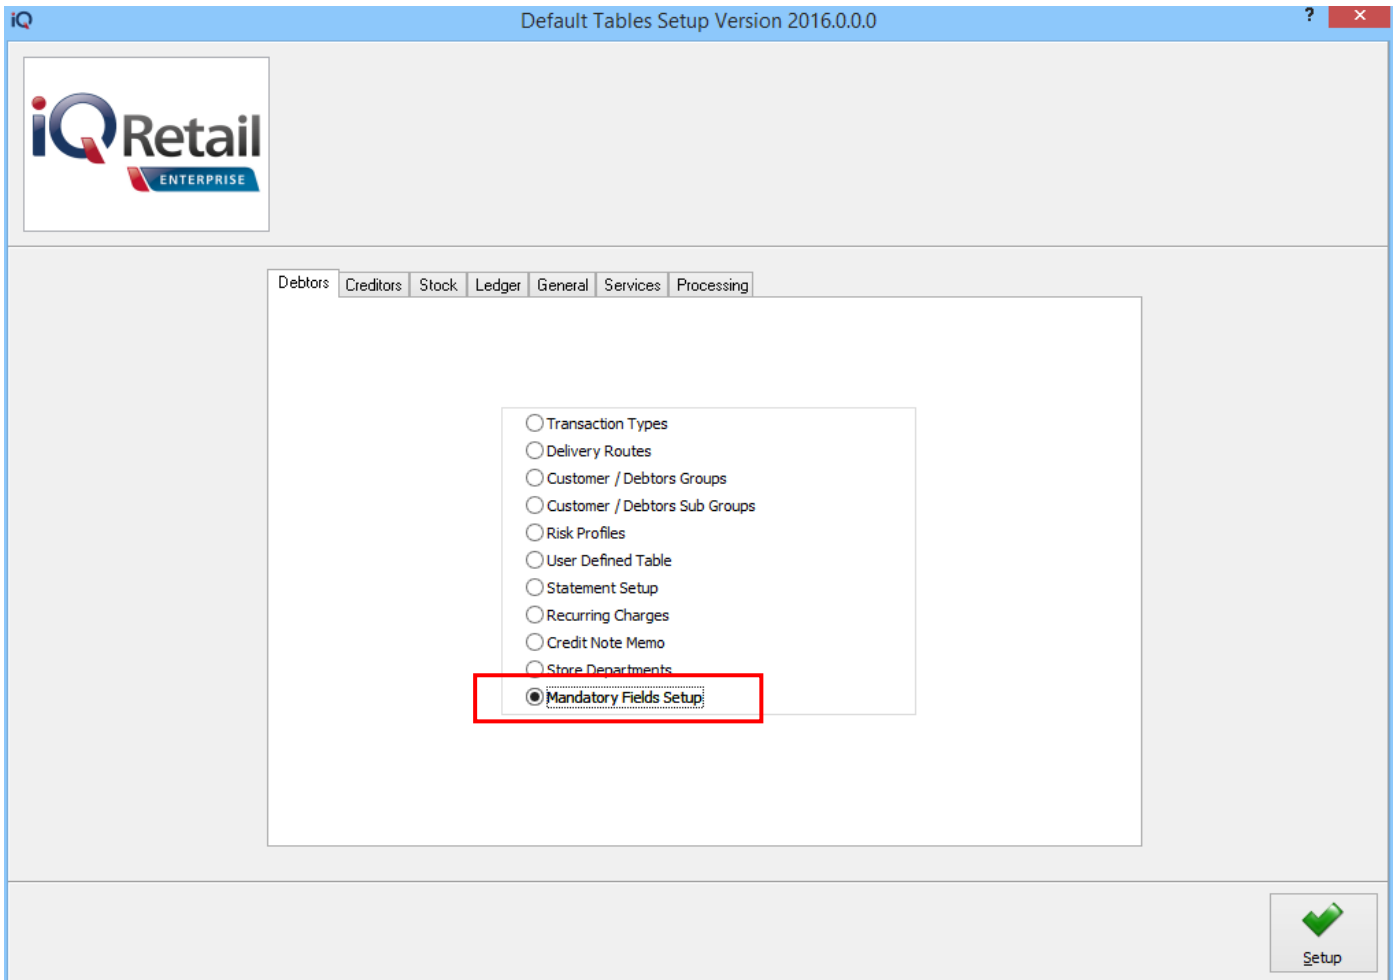 iQ Default Tables Setup Version 2016.0.0.0 ? ×
iQ Retail
ENTERPRISE
Debtors Creditors Stock Ledger General Services Processing
Transaction Types
Delivery Routes
Customer / Debtors Groups
Customer / Debtors Sub Groups
Risk Profiles
User Defined Table
Statement Setup
Recurring Charges
Credit Note Memo
Store Departments
Mandatory Fields Setup
Setup